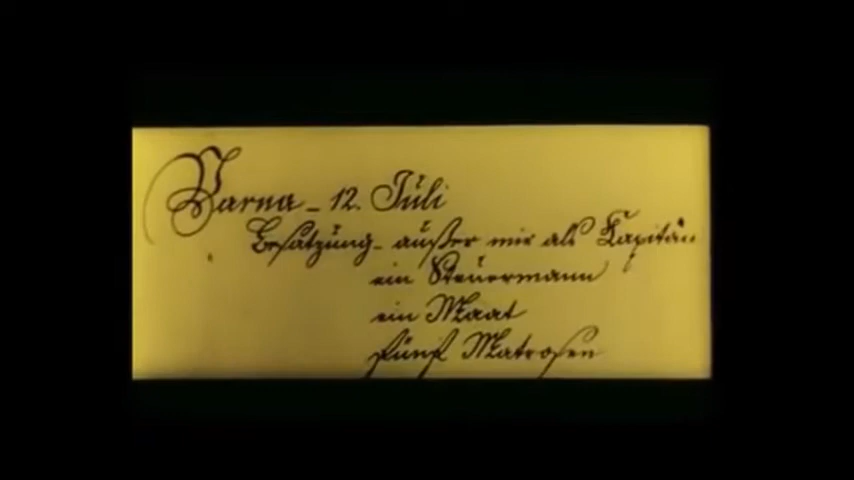 Varna - 12. Juli
Besatzung - außer mir als Kapitän
ein Steuermann
ein Maat
fünf Matrosen